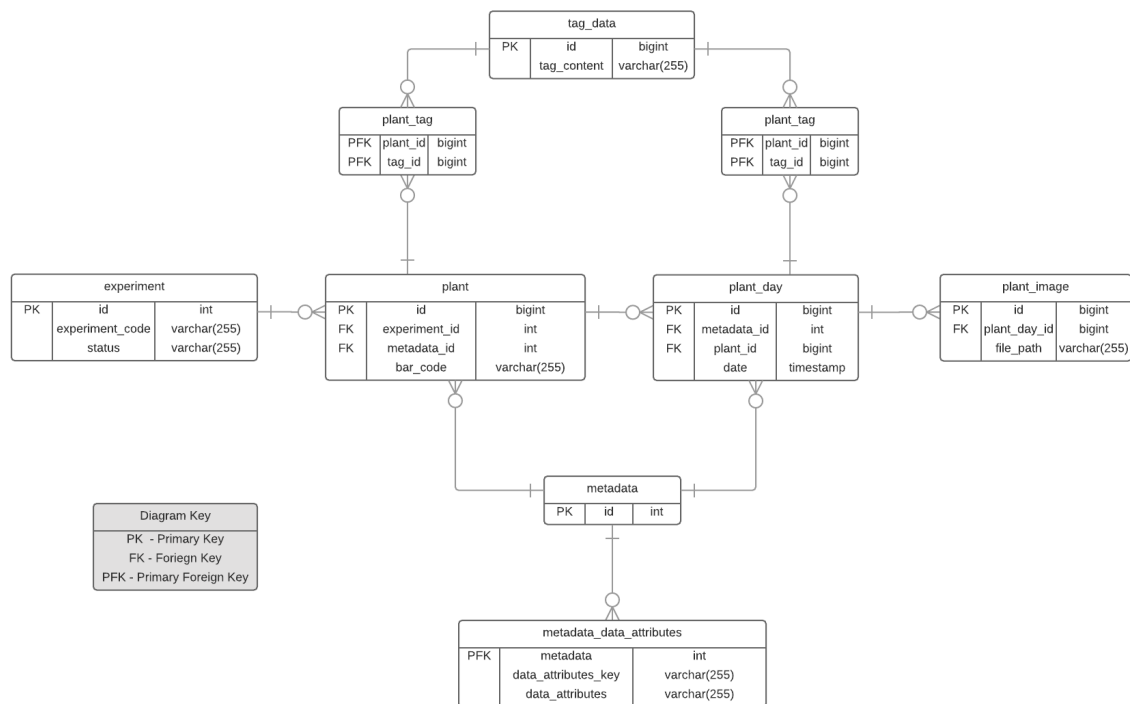 tag_data
PK id bigint
tag_content varchar(255)
plant_tag
PFK plant_id bigint
PFK tag_id bigint
plant_tag
PFK plant_id bigint
PFK tag_id bigint
experiment
PK id int
experiment_code varchar(255)
status varchar(255)
plant
PK id bigint
FK experiment_id int
FK metadata_id int
bar_code varchar(255)
plant_day
PK id bigint
FK metadata_id int
FK plant_id bigint
date timestamp
plant_image
PK id bigint
FK plant_day_id bigint
file_path varchar(255)
metadata
PK id int
Diagram Key
PK - Primary Key
FK - Foriegn Key
PFK - Primary Foreign Key
metadata_data_attributes
PFK metadata int
data_attributes_key varchar(255)
data_attributes varchar(255)